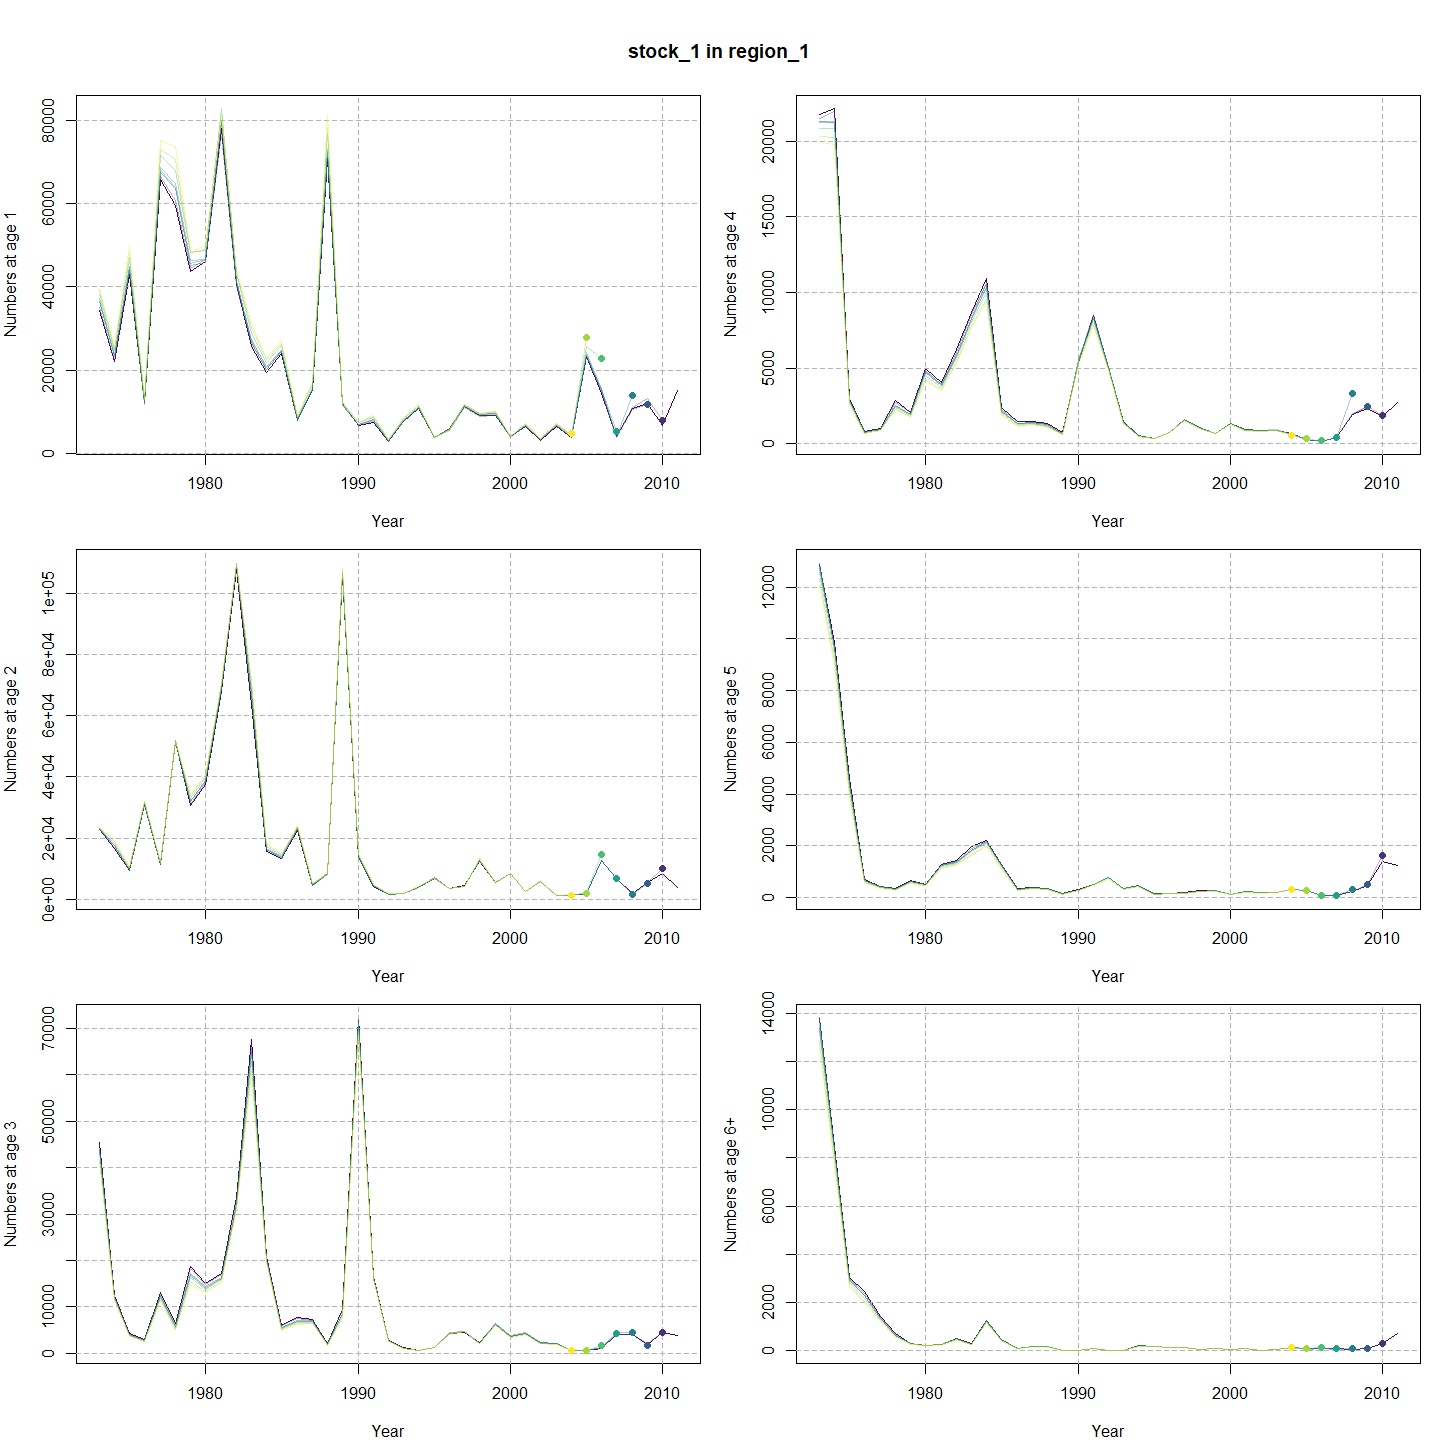 stock_1 in region_1
Numbers at age 1
0
20000
40000
60000
80000
1980
1990
2000
2010
Year
Numbers at age 4
0
5000
10000
15000
20000
1980
1990
2000
2010
Year
Numbers at age 2
0e+00
2e+04
4e+04
6e+04
8e+04
1e+05
1980
1990
2000
2010
Year
Numbers at age 5
0
2000
4000
6000
8000
12000
1980
1990
2000
2010
Year
Numbers at age 3
0
10000
30000
50000
70000
1980
1990
2000
2010
Year
Numbers at age 6+
0
2000
6000
10000
14000
1980
1990
2000
2010
Year